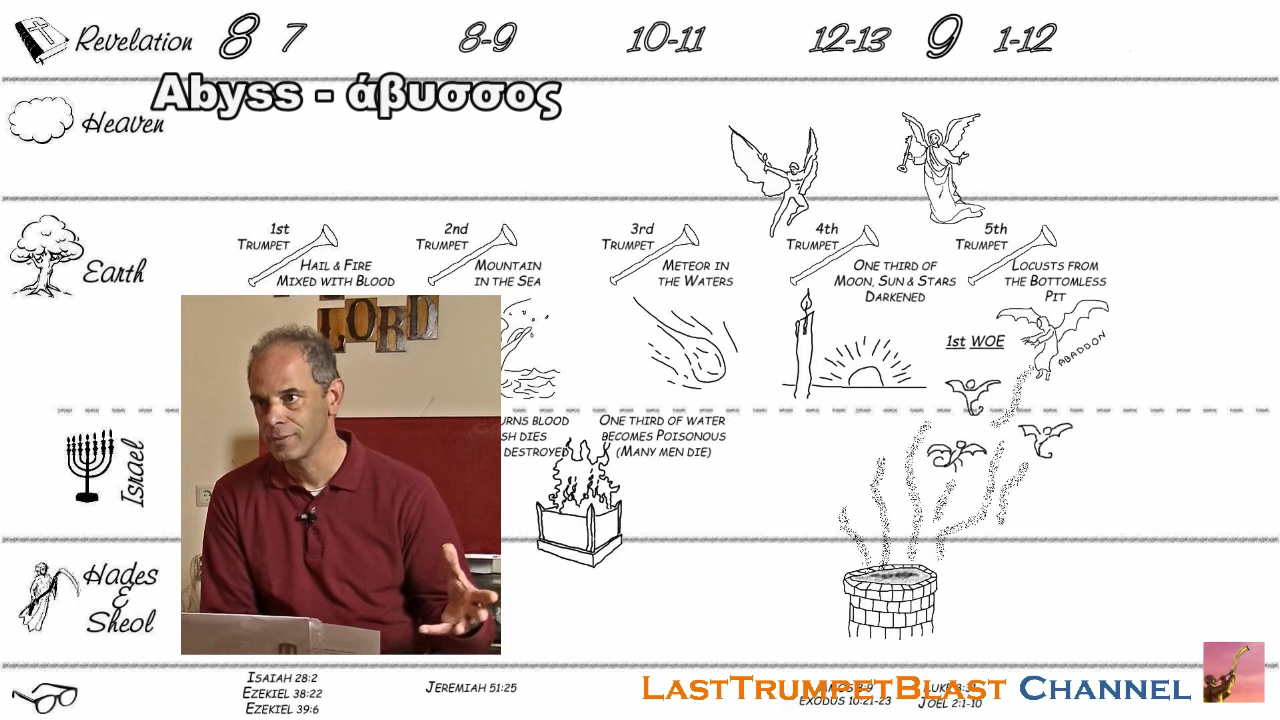 Revelation 8 7 8-9 10-11 12-13 9 1-12
Abyss - άβυσσος
Heaven
Earth
1st
TRUMPET
HAIL & FIRE
MIXED WITH BLOOD
2nd
TRUMPET
MOUNTAIN
IN THE SEA
3rd
TRUMPET
METEOR IN
THE WATERS
4th
TRUMPET
ONE THIRD OF
MOON, SUN & STARS
DARKENED
5th
TRUMPET
LOCUSTS FROM
THE BOTTOMLESS
PIT
LORD
1st WOE
ABADDON
Israel
DIES
DESTROYED
BLOOD
ONE THIRD OF WATER
BECOMES POISONOUS
(MANY MEN DIE)
Hades
&
Sheol
ISAIAH 28:2
EZEKIEL 38:22
EZEKIEL 39:6
JEREMIAH 51:25
EXODUS 10:21-23
JOEL 2:1-10
LASTTRUMPETBLAST CHANNEL